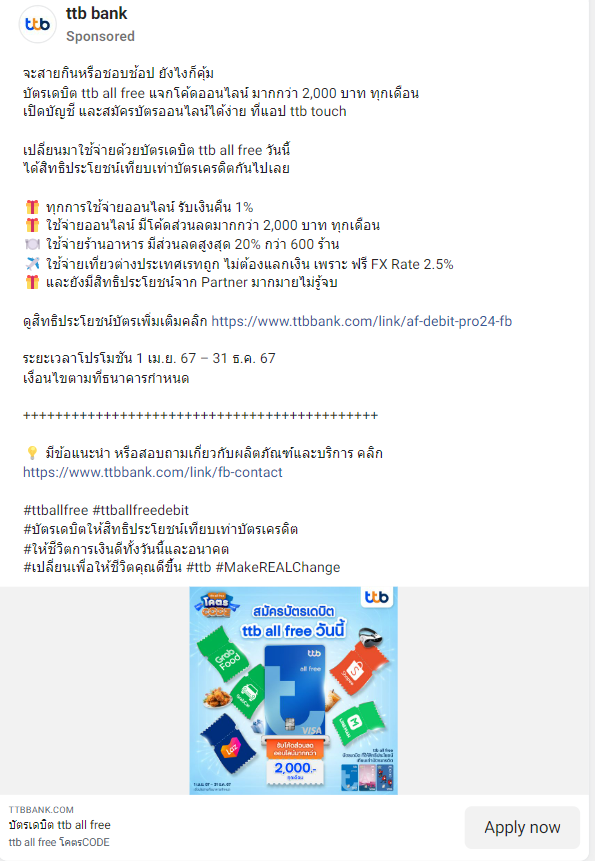 ttb bank
Sponsored
จะสายกินหรือชอบช้อป ยังไงก็คุ้ม
บัตรเดบิต ttb all free แจกโค้ดออนไลน์ มากกว่า 2,000 บาท ทุกเดือน
เปิดบัญชี และสมัครบัตรออนไลน์ได้ง่าย ที่แอป ttb touch
เปลี่ยนมาใช้จ่ายด้วยบัตรเดบิต ttb all free วันนี้
ได้สิทธิประโยชน์เทียบเท่าบัตรเครดิตกันไปเลย
🎁 ทุกการใช้จ่ายออนไลน์ รับเงินคืน 1%
🎁 ใช้จ่ายออนไลน์ มีโค้ดส่วนลดมากกว่า 2,000 บาท ทุกเดือน
🍽️ ใช้จ่ายร้านอาหาร มีส่วนลดสูงสุด 20% กว่า 600 ร้าน
✈️ ใช้จ่ายเที่ยวต่างประเทศเรทถูก ไม่ต้องแลกเงิน เพราะ ฟรี FX Rate 2.5%
🎁 และยังมีสิทธิประโยชน์จาก Partner มากมายไม่รู้จบ
ดูสิทธิประโยชน์บัตรเพิ่มเติมคลิก https://www.ttbbank.com/link/af-debit-pro24-fb
ระยะเวลาโปรโมชัน 1 เม.ย. 67 – 31 ธ.ค. 67
เงื่อนไขตามที่ธนาคารกำหนด
++++++++++++++++++++++++++++++++++++++++++++
💡 มีข้อแนะนำ หรือสอบถามเกี่ยวกับผลิตภัณฑ์และบริการ คลิก
https://www.ttbbank.com/link/fb-contact
#ttballfree #ttballfreedebit
#บัตรเดบิตให้สิทธิประโยชน์เทียบเท่าบัตรเครดิต
#ให้ชีวิตการเงินดีทั้งวันนี้และอนาคต
#เปลี่ยนเพื่อให้ชีวิตคุณดีขึ้น #ttb #MakeREALChange
ttb
โคตร
CODE
สมัครบัตรเดบิต
ttb all free วันนี้
Grab
Food
ttb
all free
Shopee
LINEMAN
Laz
VISA
รับโค้ดส่วนลด
ออนไลน์มากกว่า
2,000.-
ทุกเดือน
ttb all free
1 เม.ย. 67 - 31 ธ.ค. 67
TTBBANK.COM
บัตรเดบิต ttb all free
ttb all free โคตรCODE
Apply now